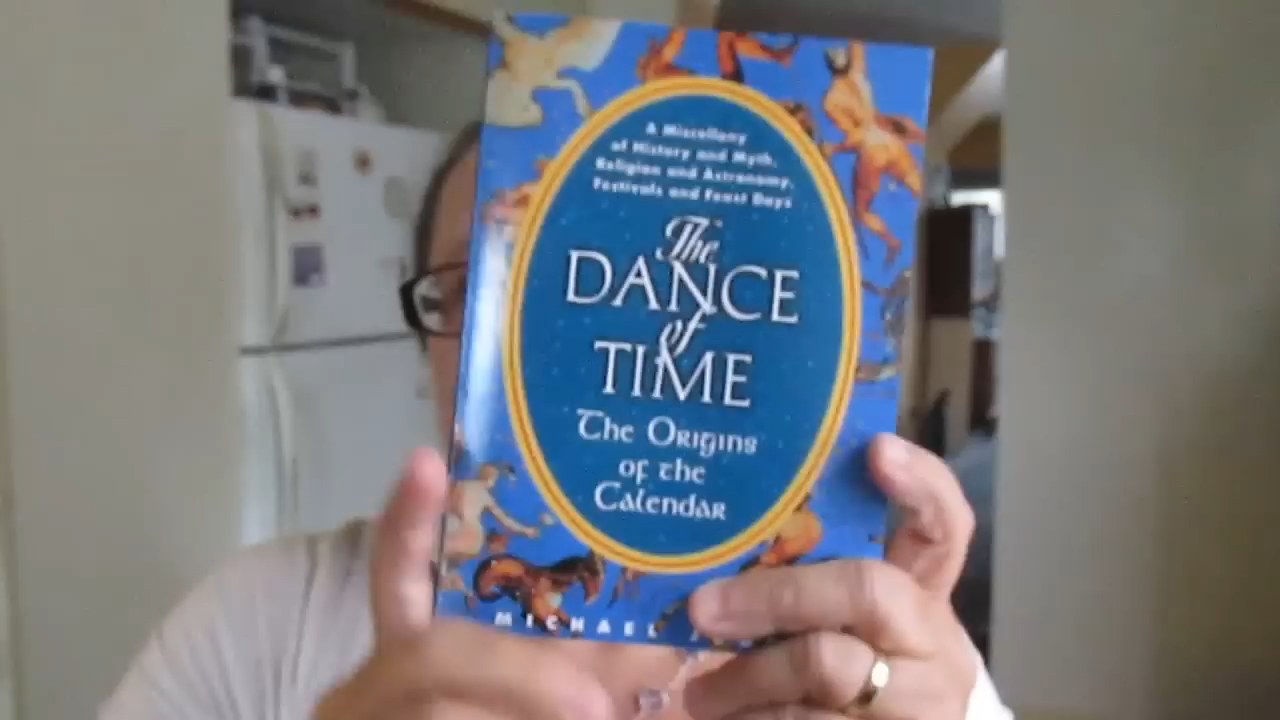 A Miscellany
of History and Myth,
Religion and Astronomy,
Festivals and Feast Days
The
DANCE
of
TIME
The Origins
of the
Calendar
MICHAEL